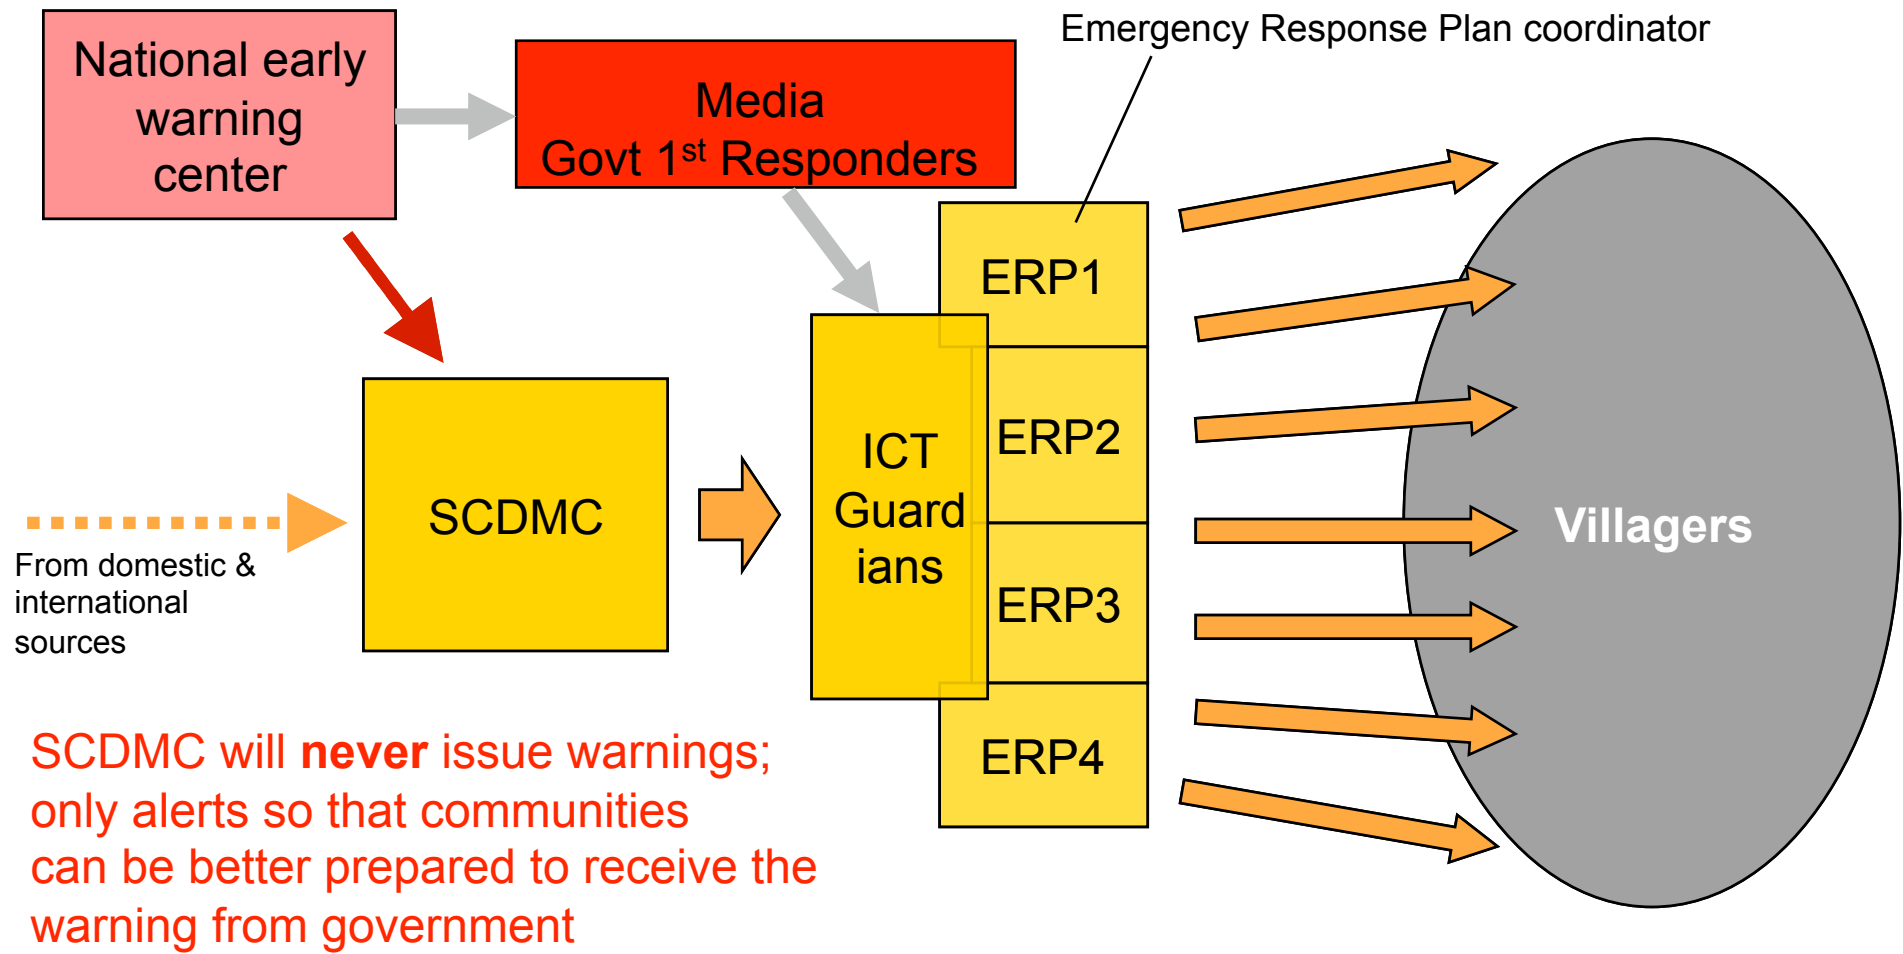 National early
warning
center
Media
Govt 1st Responders
Emergency Response Plan coordinator
ERP1
ERP2
ERP3
ERP4
ICT
Guard
ians
SCDMC
Villagers
From domestic &
international
sources
SCDMC will never issue warnings;
only alerts so that communities
can be better prepared to receive the
warning from government